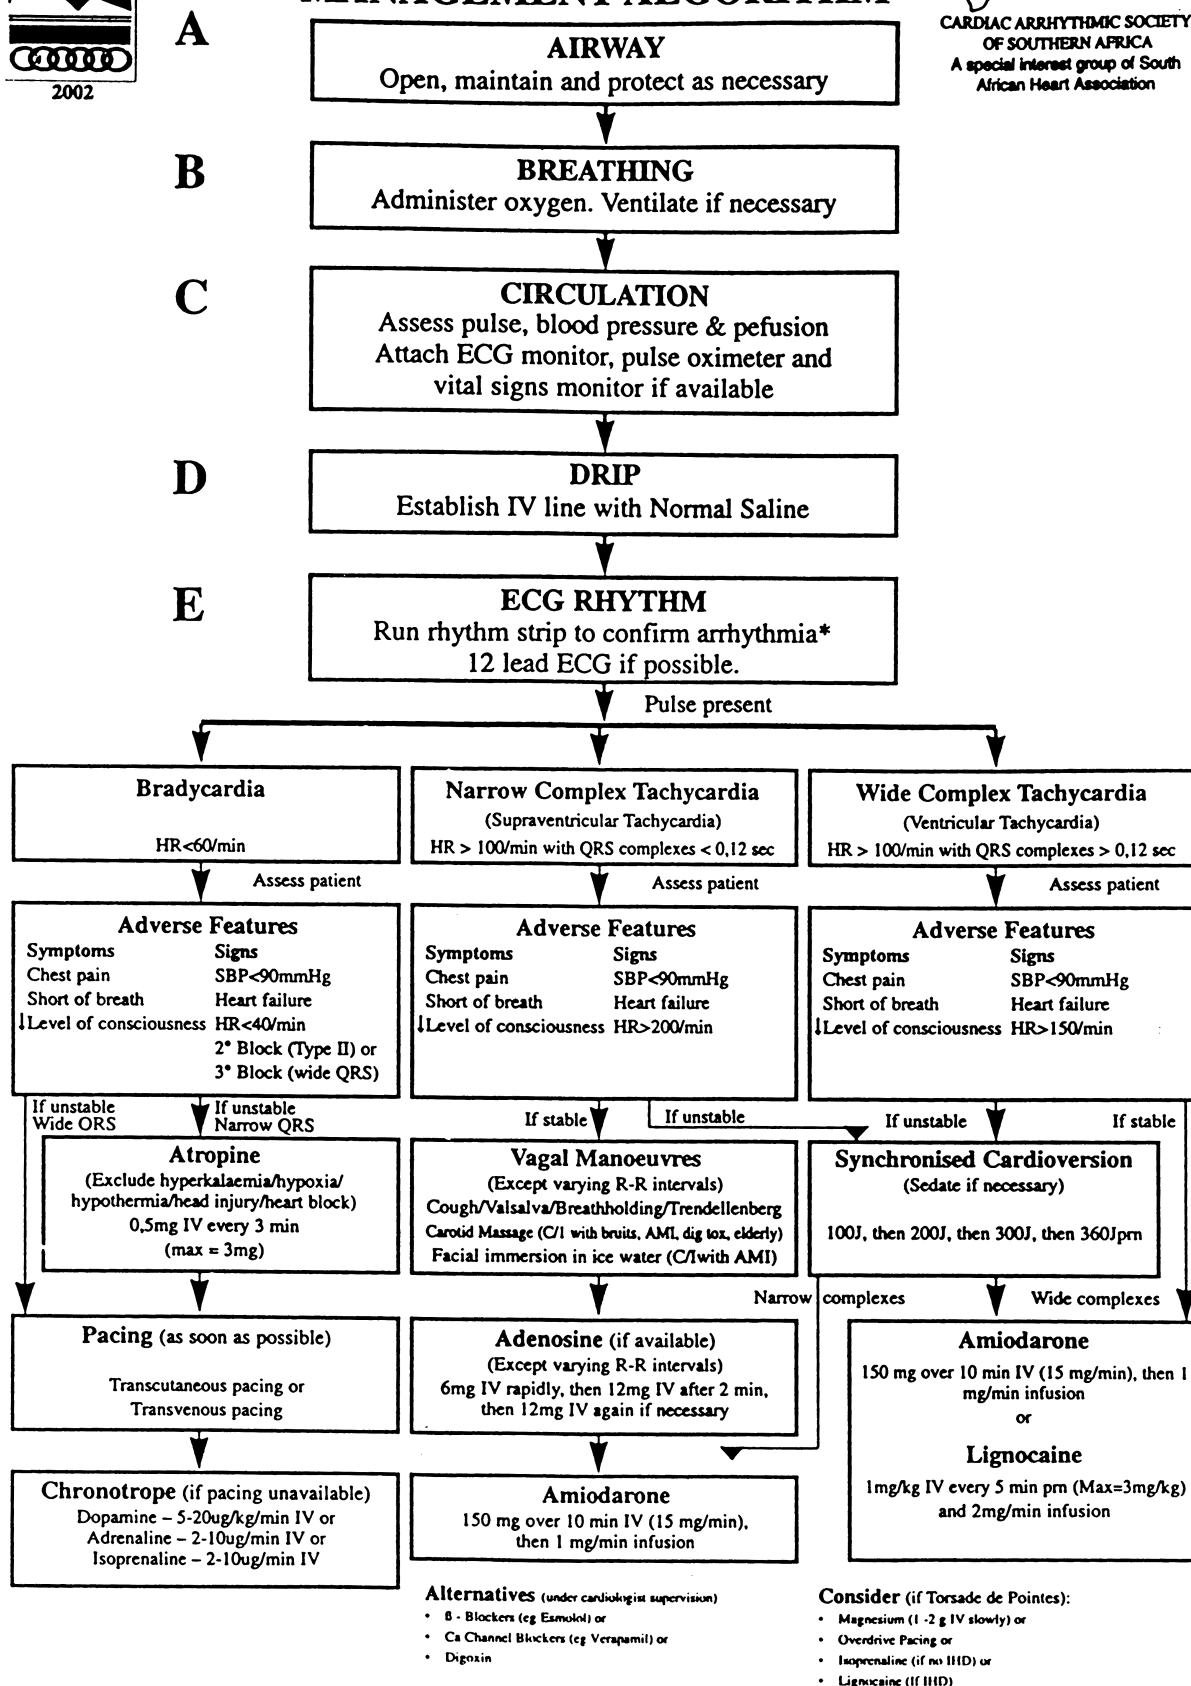 MANAGEMENT ALGORITHM
2002
CARDIAC ARRHYTHMIC SOCIETY
OF SOUTHERN AFRICA
A special interest group of South
African Heart Association
A
AIRWAY
Open, maintain and protect as necessary
B
BREATHING
Administer oxygen. Ventilate if necessary
C
CIRCULATION
Assess pulse, blood pressure & pefusion
Attach ECG monitor, pulse oximeter and
vital signs monitor if available
D
DRIP
Establish IV line with Normal Saline
E
ECG RHYTHM
Run rhythm strip to confirm arrhythmia*
12 lead ECG if possible.
Pulse present
Bradycardia
HR<60/min
Assess patient
Adverse Features
Symptoms Signs
Chest pain SBP<90mmHg
Short of breath Heart failure
↓Level of consciousness HR<40/min
2° Block (Type II) or
3° Block (wide QRS)
If unstable
Wide QRS
If unstable
Narrow QRS
Atropine
(Exclude hyperkalaemia/hypoxia/
hypothermia/head injury/heart block)
0,5mg IV every 3 min
(max = 3mg)
Pacing (as soon as possible)
Transcutaneous pacing or
Transvenous pacing
Chronotrope (if pacing unavailable)
Dopamine – 5-20ug/kg/min IV or
Adrenaline – 2-10ug/min IV or
Isoprenaline – 2-10ug/min IV
Narrow Complex Tachycardia
(Supraventricular Tachycardia)
HR > 100/min with QRS complexes < 0,12 sec
Assess patient
Adverse Features
Symptoms Signs
Chest pain SBP<90mmHg
Short of breath Heart failure
↓Level of consciousness HR>200/min
If stable
If unstable
Vagal Manoeuvres
(Except varying R-R intervals)
Cough/Valsalva/Breathholding/Trendellenberg
Carotid Massage (C/I with bruits, AMI, dig tox, elderly)
Facial immersion in ice water (C/Iwith AMI)
Adenosine (if available)
(Except varying R-R intervals)
6mg IV rapidly, then 12mg IV after 2 min,
then 12mg IV again if necessary
Amiodarone
150 mg over 10 min IV (15 mg/min),
then 1 mg/min infusion
Alternatives (under cardiologist supervision)
• B - Blockers (eg Esmolol) or
• Ca Channel Blockers (eg Verapamil) or
• Digoxin
Wide Complex Tachycardia
(Ventricular Tachycardia)
HR > 100/min with QRS complexes > 0,12 sec
Assess patient
Adverse Features
Symptoms Signs
Chest pain SBP<90mmHg
Short of breath Heart failure
↓Level of consciousness HR>150/min
If unstable
If stable
Synchronised Cardioversion
(Sedate if necessary)
100J, then 200J, then 300J, then 360Jprn
Narrow complexes
Wide complexes
Amiodarone
150 mg over 10 min IV (15 mg/min), then 1
mg/min infusion
or
Lignocaine
1mg/kg IV every 5 min prn (Max=3mg/kg)
and 2mg/min infusion
Consider (if Torsade de Pointes):
• Magnesium (1 -2 g IV slowly) or
• Overdrive Pacing or
• Isoprenaline (if no IHD) or
• Lignocaine (If IHD)